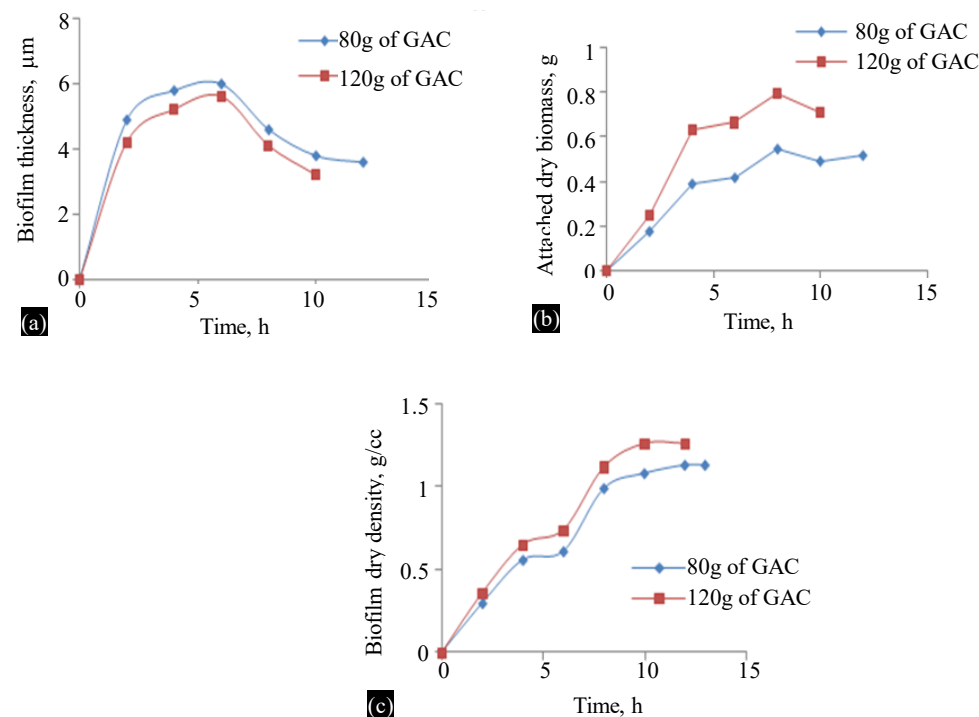 8
6
4
2
0
0
5
10
15
Biofilm thickness, µm
Time, h
80g of GAC
120g of GAC
(a)
1
0.8
0.6
0.4
0.2
0
0
5
10
15
Attached dry biomass, g
Time, h
80g of GAC
120g of GAC
(b)
1.5
1
0.5
0
0
5
10
15
Biofilm dry density, g/cc
Time, h
80g of GAC
120g of GAC
(c)